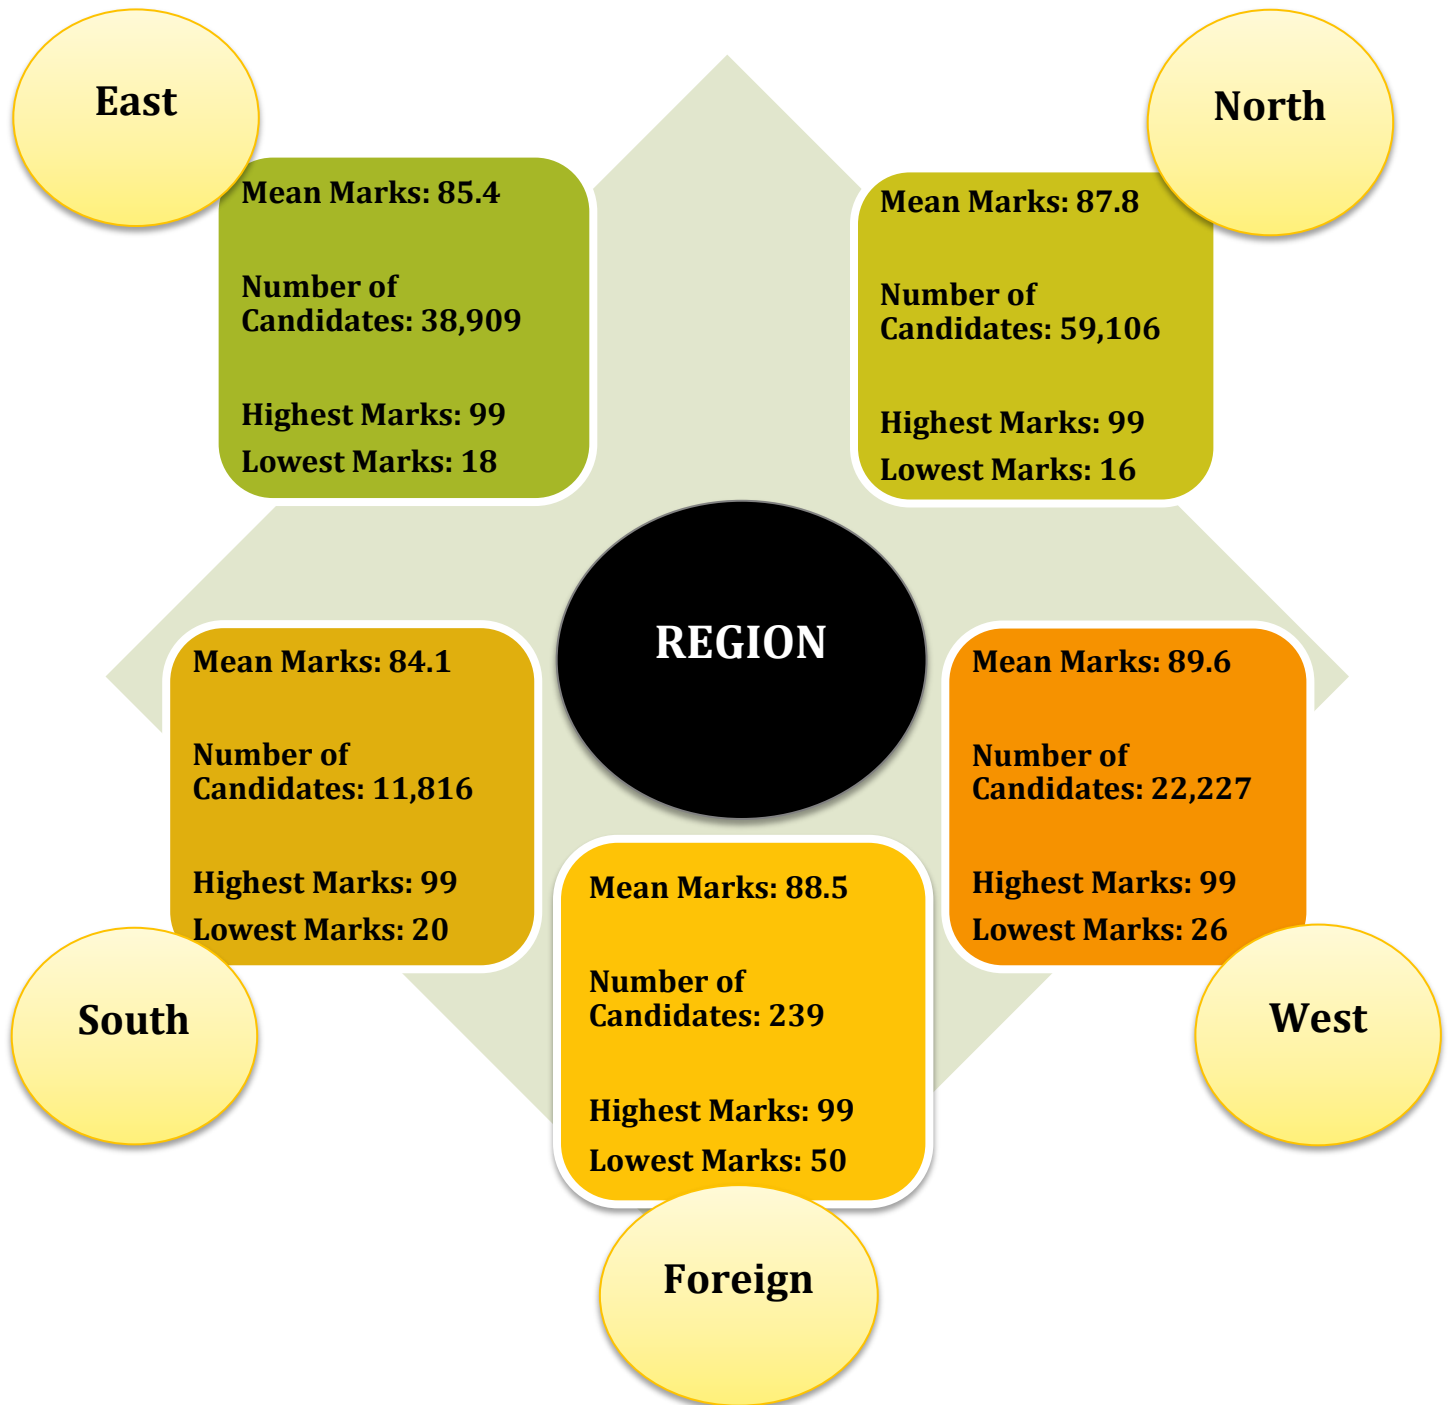 East
Mean Marks: 85.4
Number of
Candidates: 38,909
Highest Marks: 99
Lowest Marks: 18
North
Mean Marks: 87.8
Number of
Candidates: 59,106
Highest Marks: 99
Lowest Marks: 16
REGION
Mean Marks: 84.1
Number of
Candidates: 11,816
Highest Marks: 99
Lowest Marks: 20
South
Mean Marks: 88.5
Number of
Candidates: 239
Highest Marks: 99
Lowest Marks: 50
Foreign
Mean Marks: 89.6
Number of
Candidates: 22,227
Highest Marks: 99
Lowest Marks: 26
West